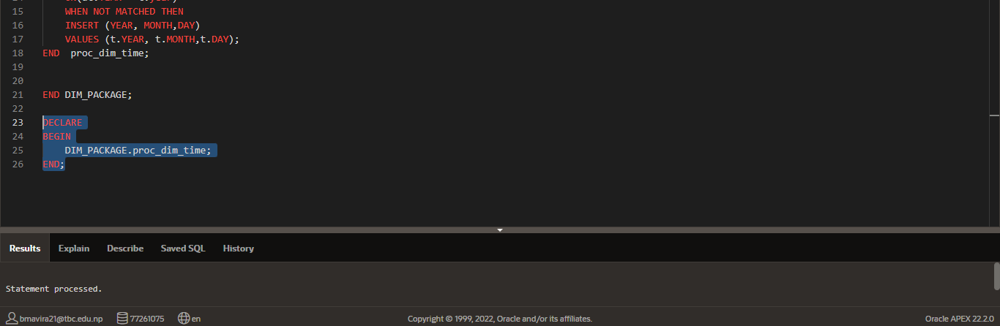 15 WHEN NOT MATCHED THEN
16 INSERT (YEAR, MONTH,DAY)
17 VALUES (t.YEAR, t.MONTH,t.DAY);
18 END  proc_dim_time;
19
20
21 END DIM_PACKAGE;
22
23 DECLARE
24 BEGIN
25 DIM_PACKAGE.proc_dim_time;
26 END;
Results Explain Describe Saved SQL History
Statement processed.
bmavira21@tbc.edu.np 77261075 en Copyright © 1999, 2022, Oracle and/or its affiliates. Oracle APEX 22.2.0